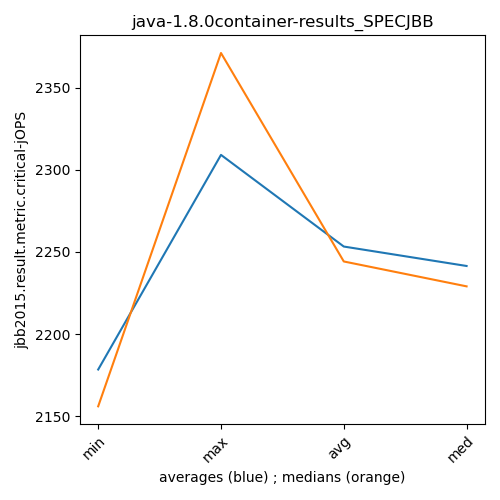 java-1.8.0container-results_SPECJBB
jbb2015.result.metric.critical-jOPS
2350
2300
2250
2200
2150
min
max
avg
med
averages (blue) ; medians (orange)